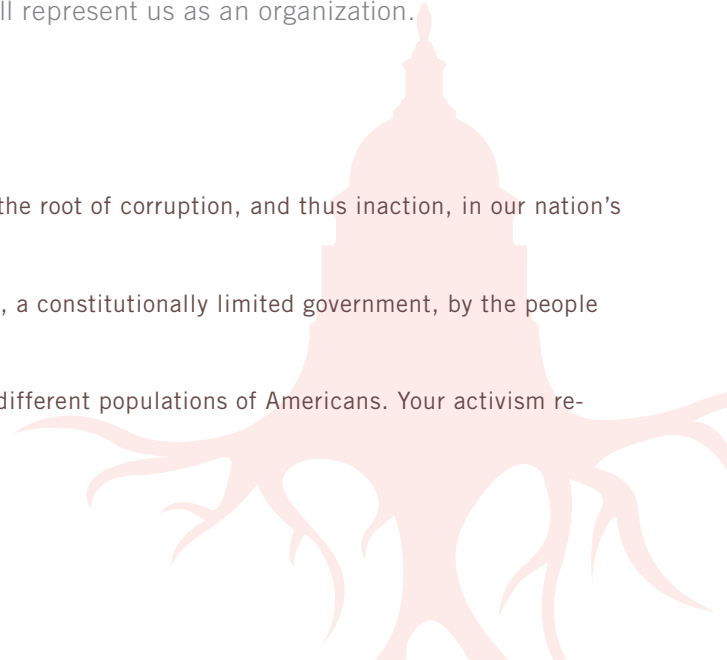 ll represent us as an organization.
the root of corruption, and thus inaction, in our nation’s
, a constitutionally limited government, by the people
different populations of Americans. Your activism re-